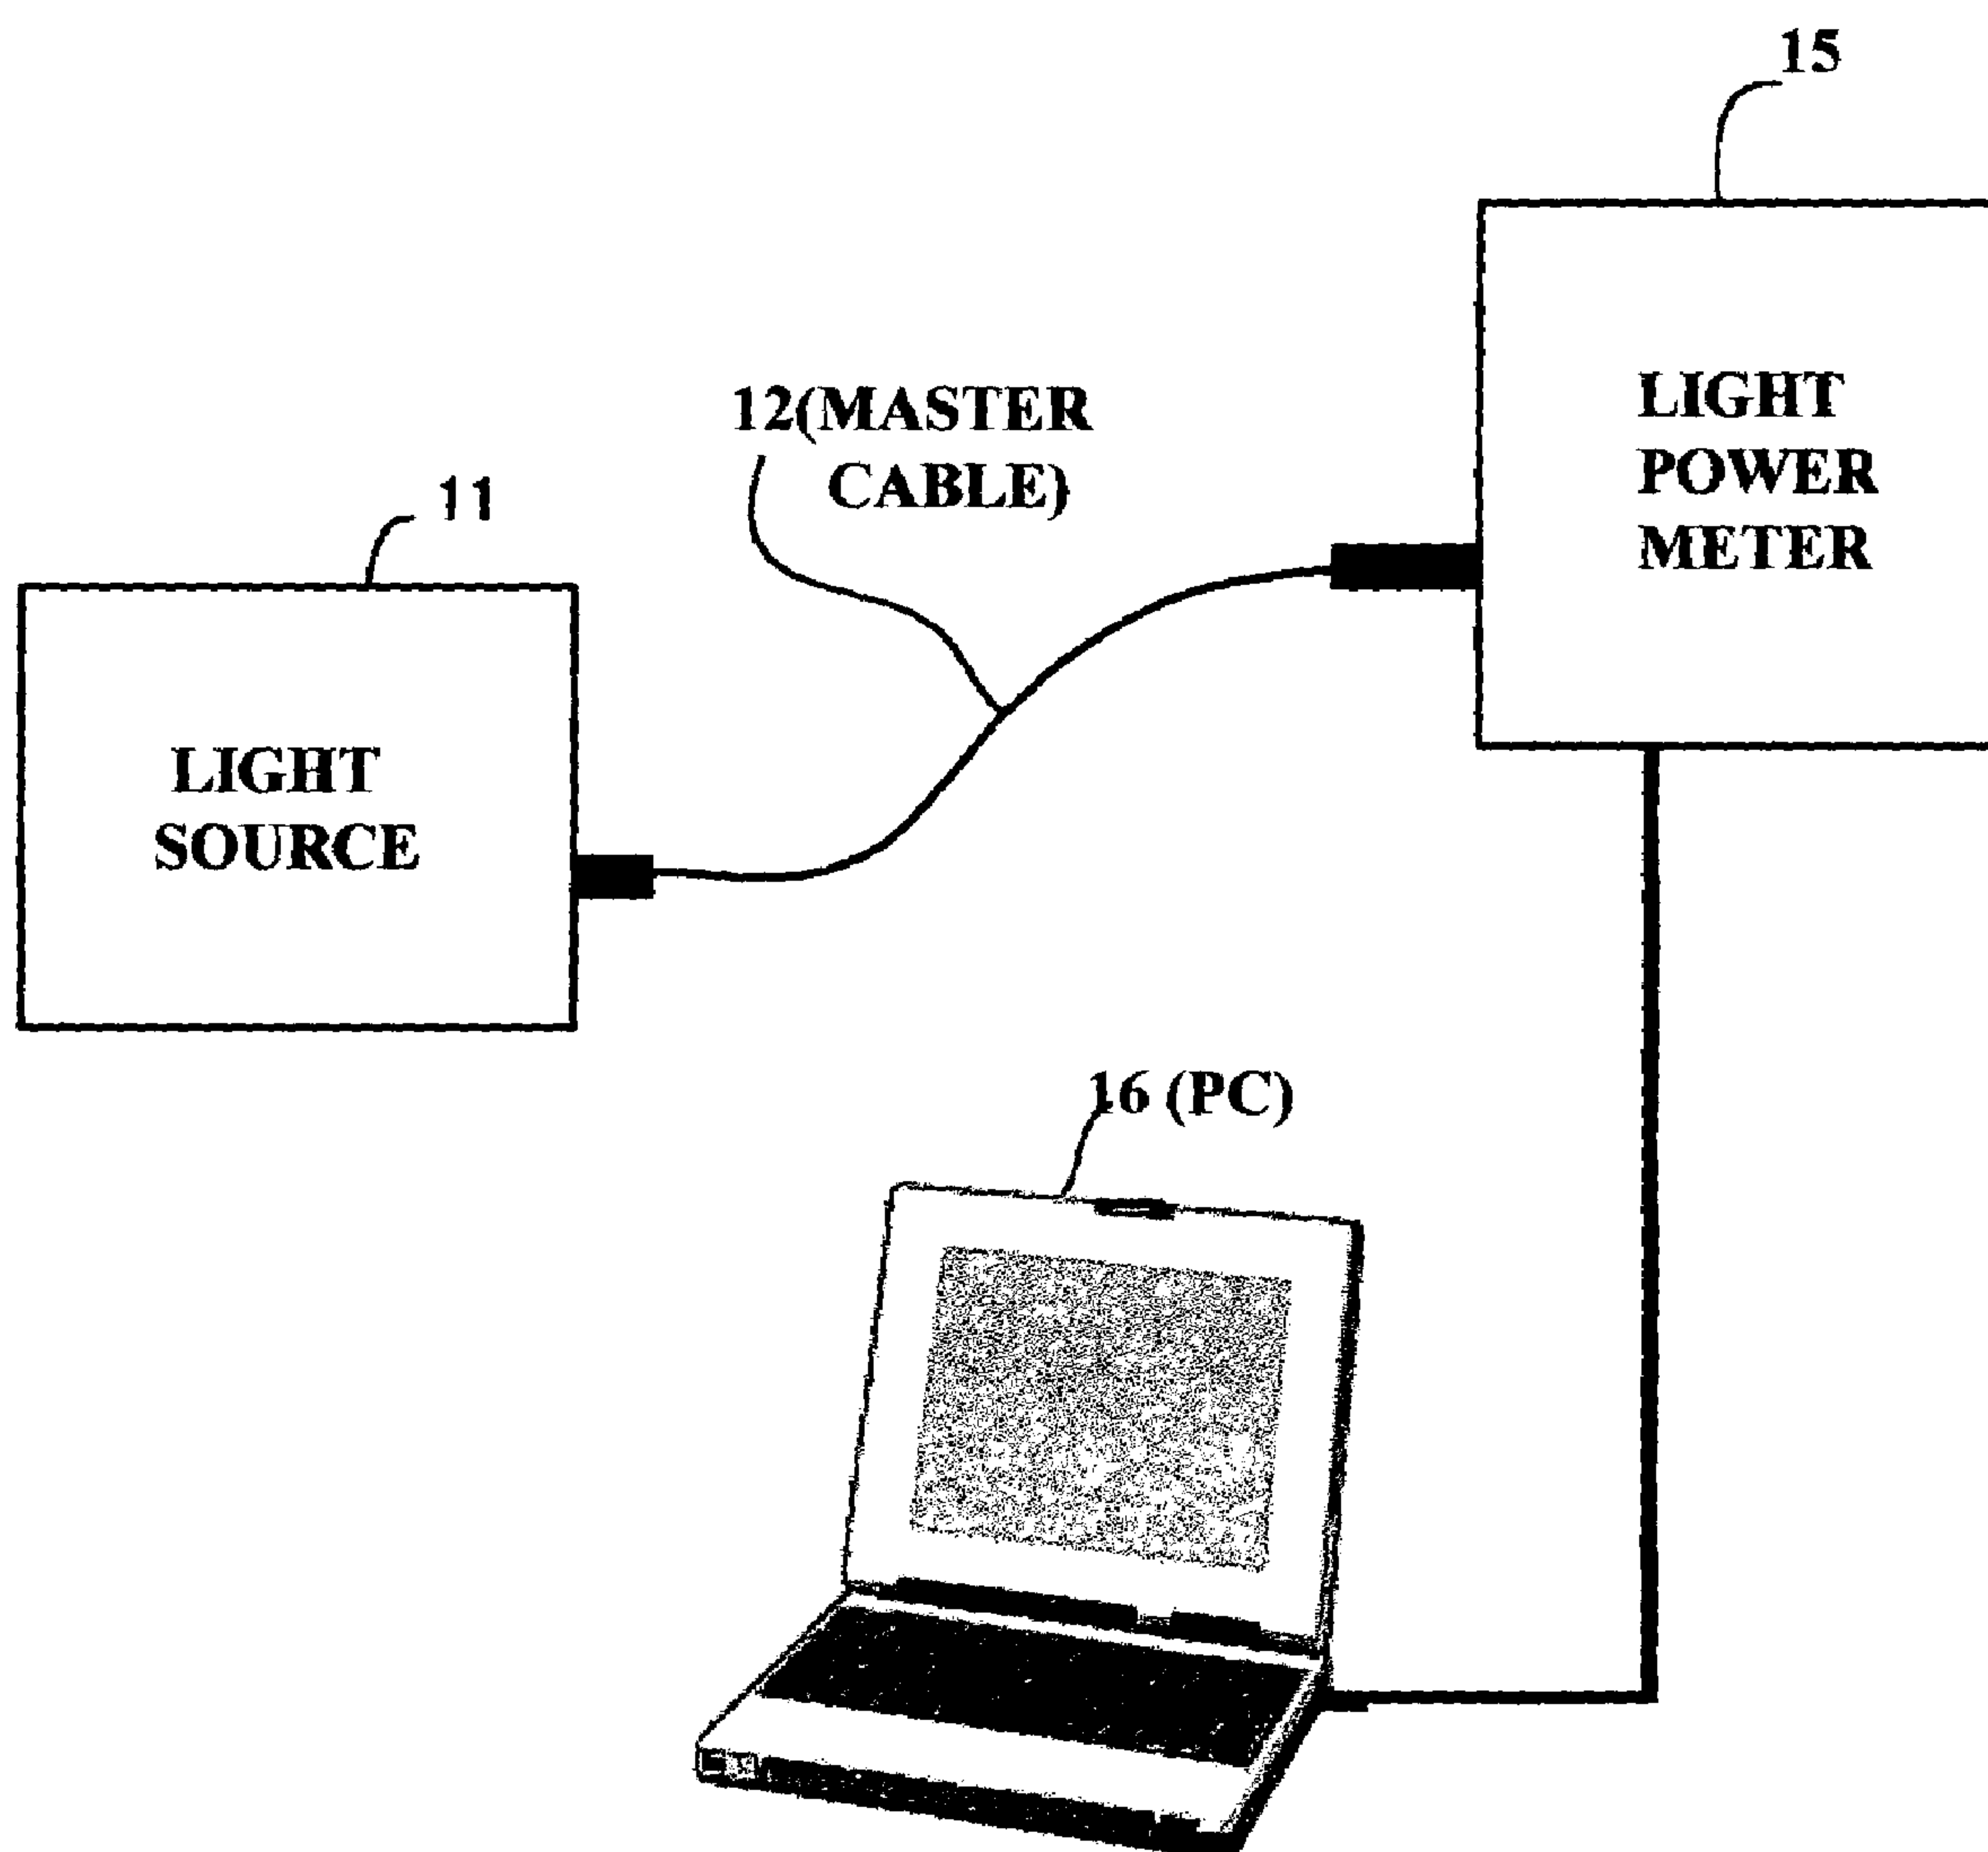 15
LIGHT
POWER
METER
12(MASTER
CABLE)
11
LIGHT
SOURCE
16 (PC)